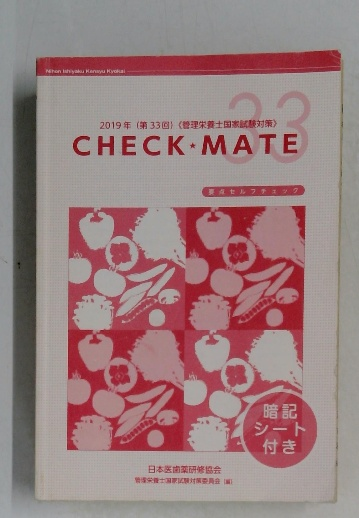 Nihon Ishiyaku Kensyu Kyokai
33
2019年（第33回）《管理栄養士国家試験対策》
CHECK★MATE
要点セルフチェック
暗記
シート
付き
日本医歯薬研修協会
管理栄養士国家試験対策委員会［編］